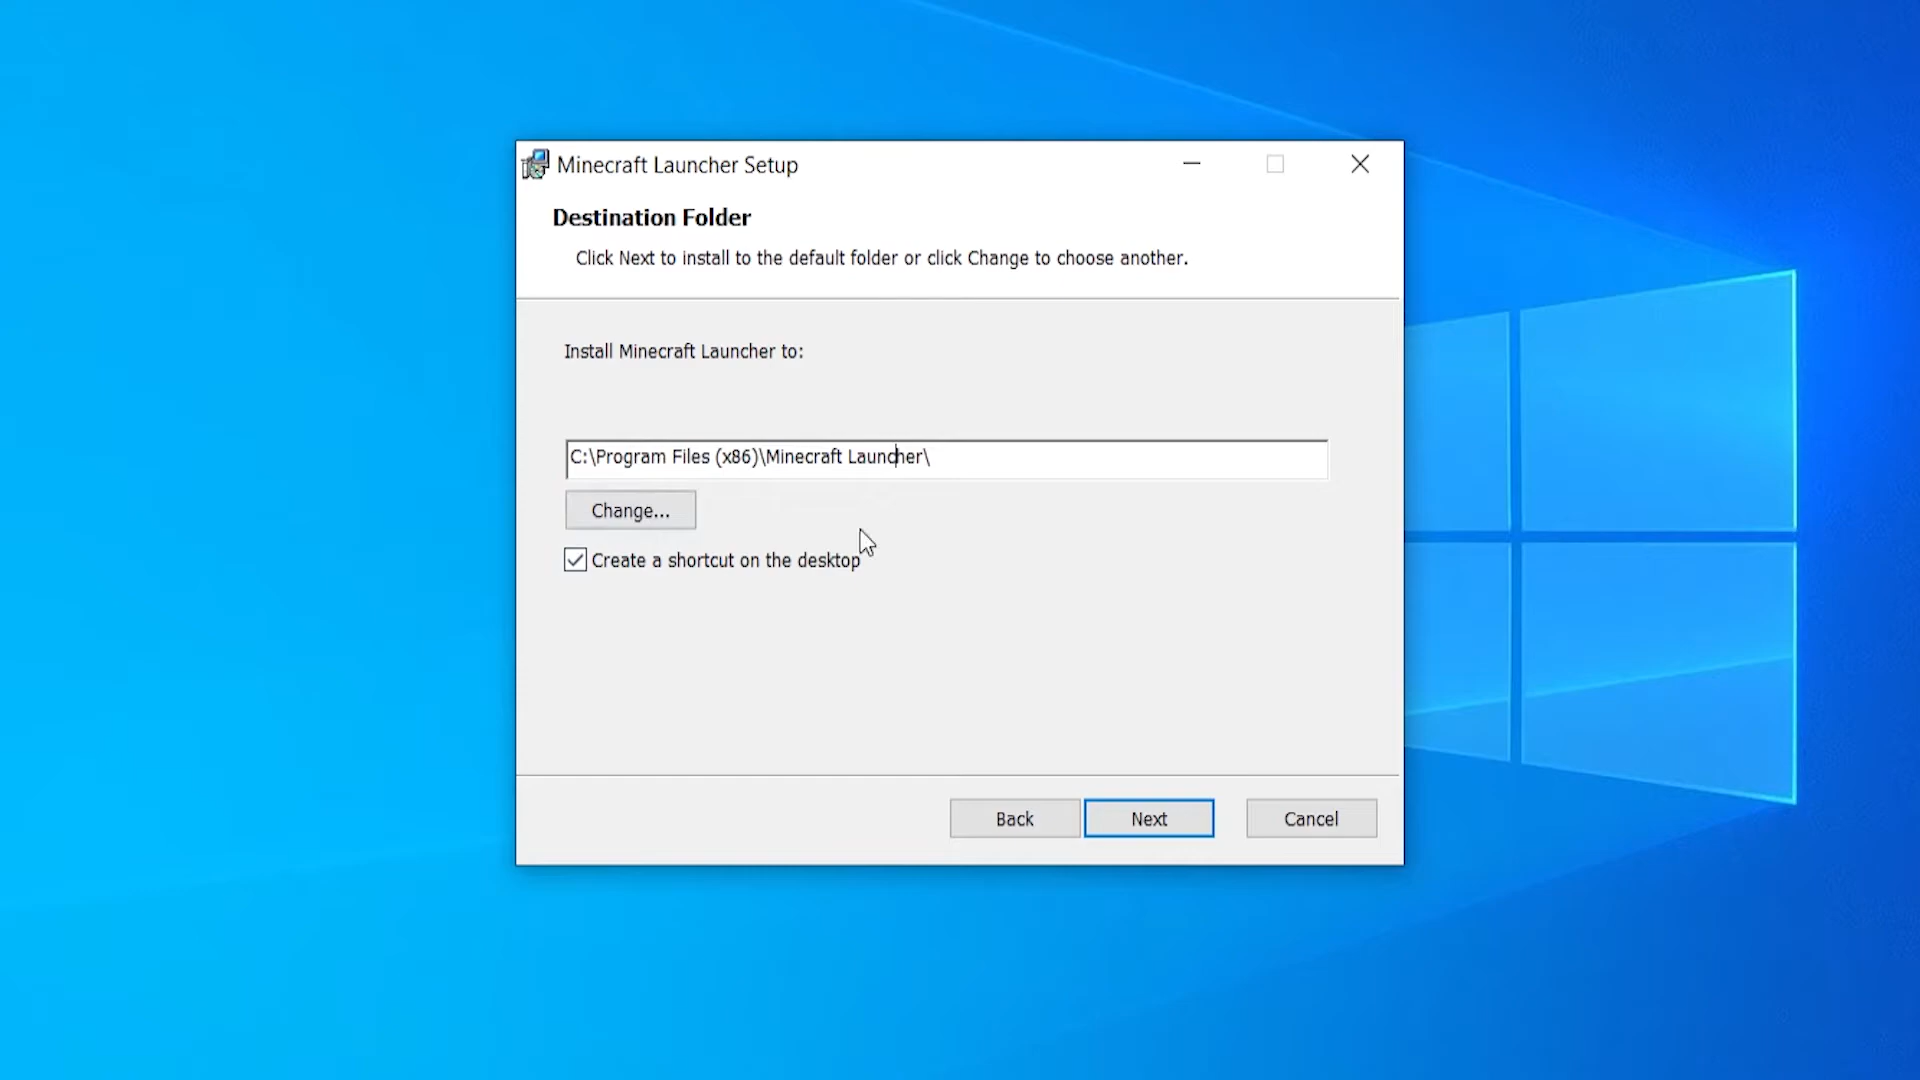 Minecraft Launcher Setup
Destination Folder
Click Next to install to the default folder or click Change to choose another.
Install Minecraft Launcher to:
C:\Program Files (x86)\Minecraft Launcher\
Change...
Create a shortcut on the desktop
Back Next Cancel